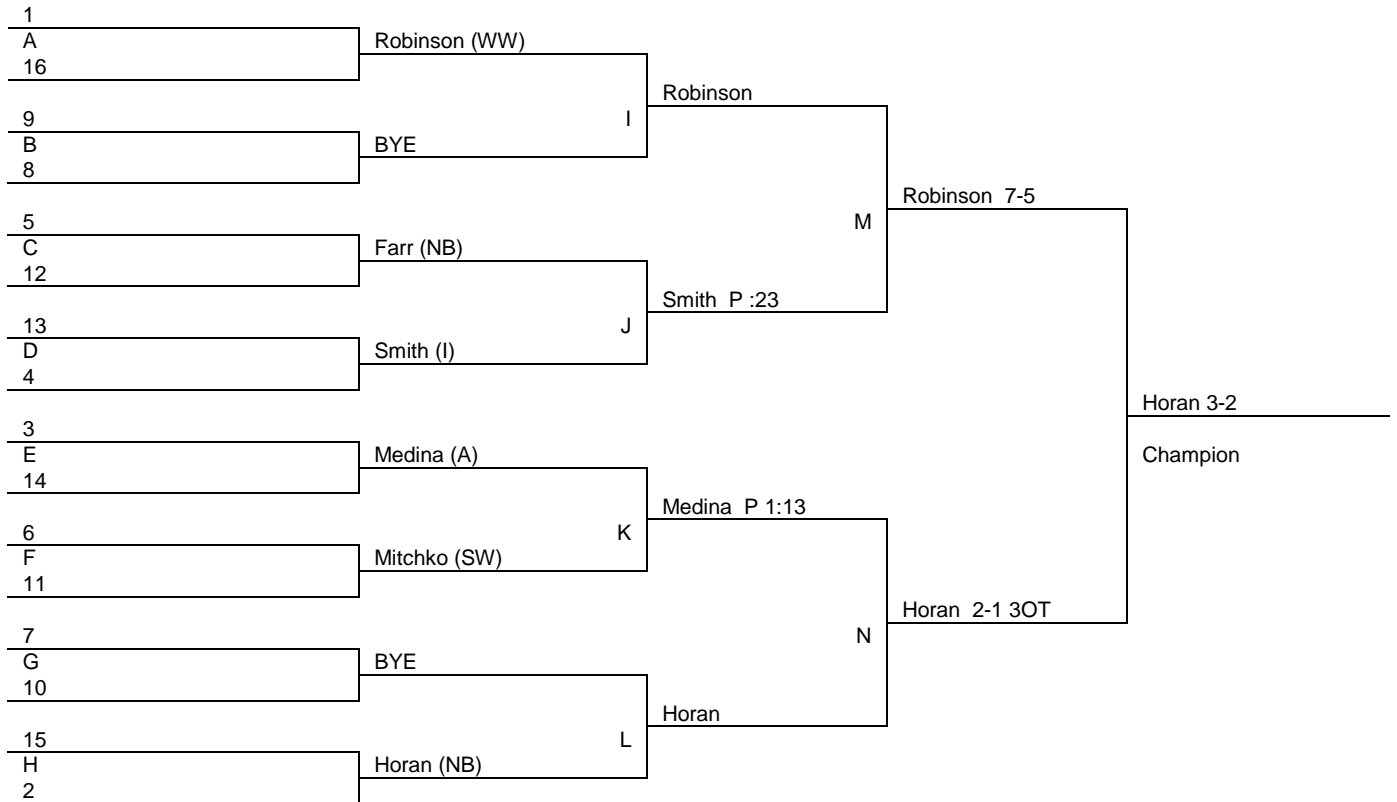 1
A
16
Robinson (WW)
9
B
8
BYE
I
Robinson
5
C
12
Farr (NB)
13
D
4
Smith (I)
J
Smith  P :23
M
Robinson  7-5
3
E
14
Medina (A)
6
F
11
Mitchko (SW)
K
Medina  P 1:13
7
G
10
BYE
15
H
2
Horan (NB)
L
Horan
N
Horan  2-1 3OT
Horan 3-2
Champion